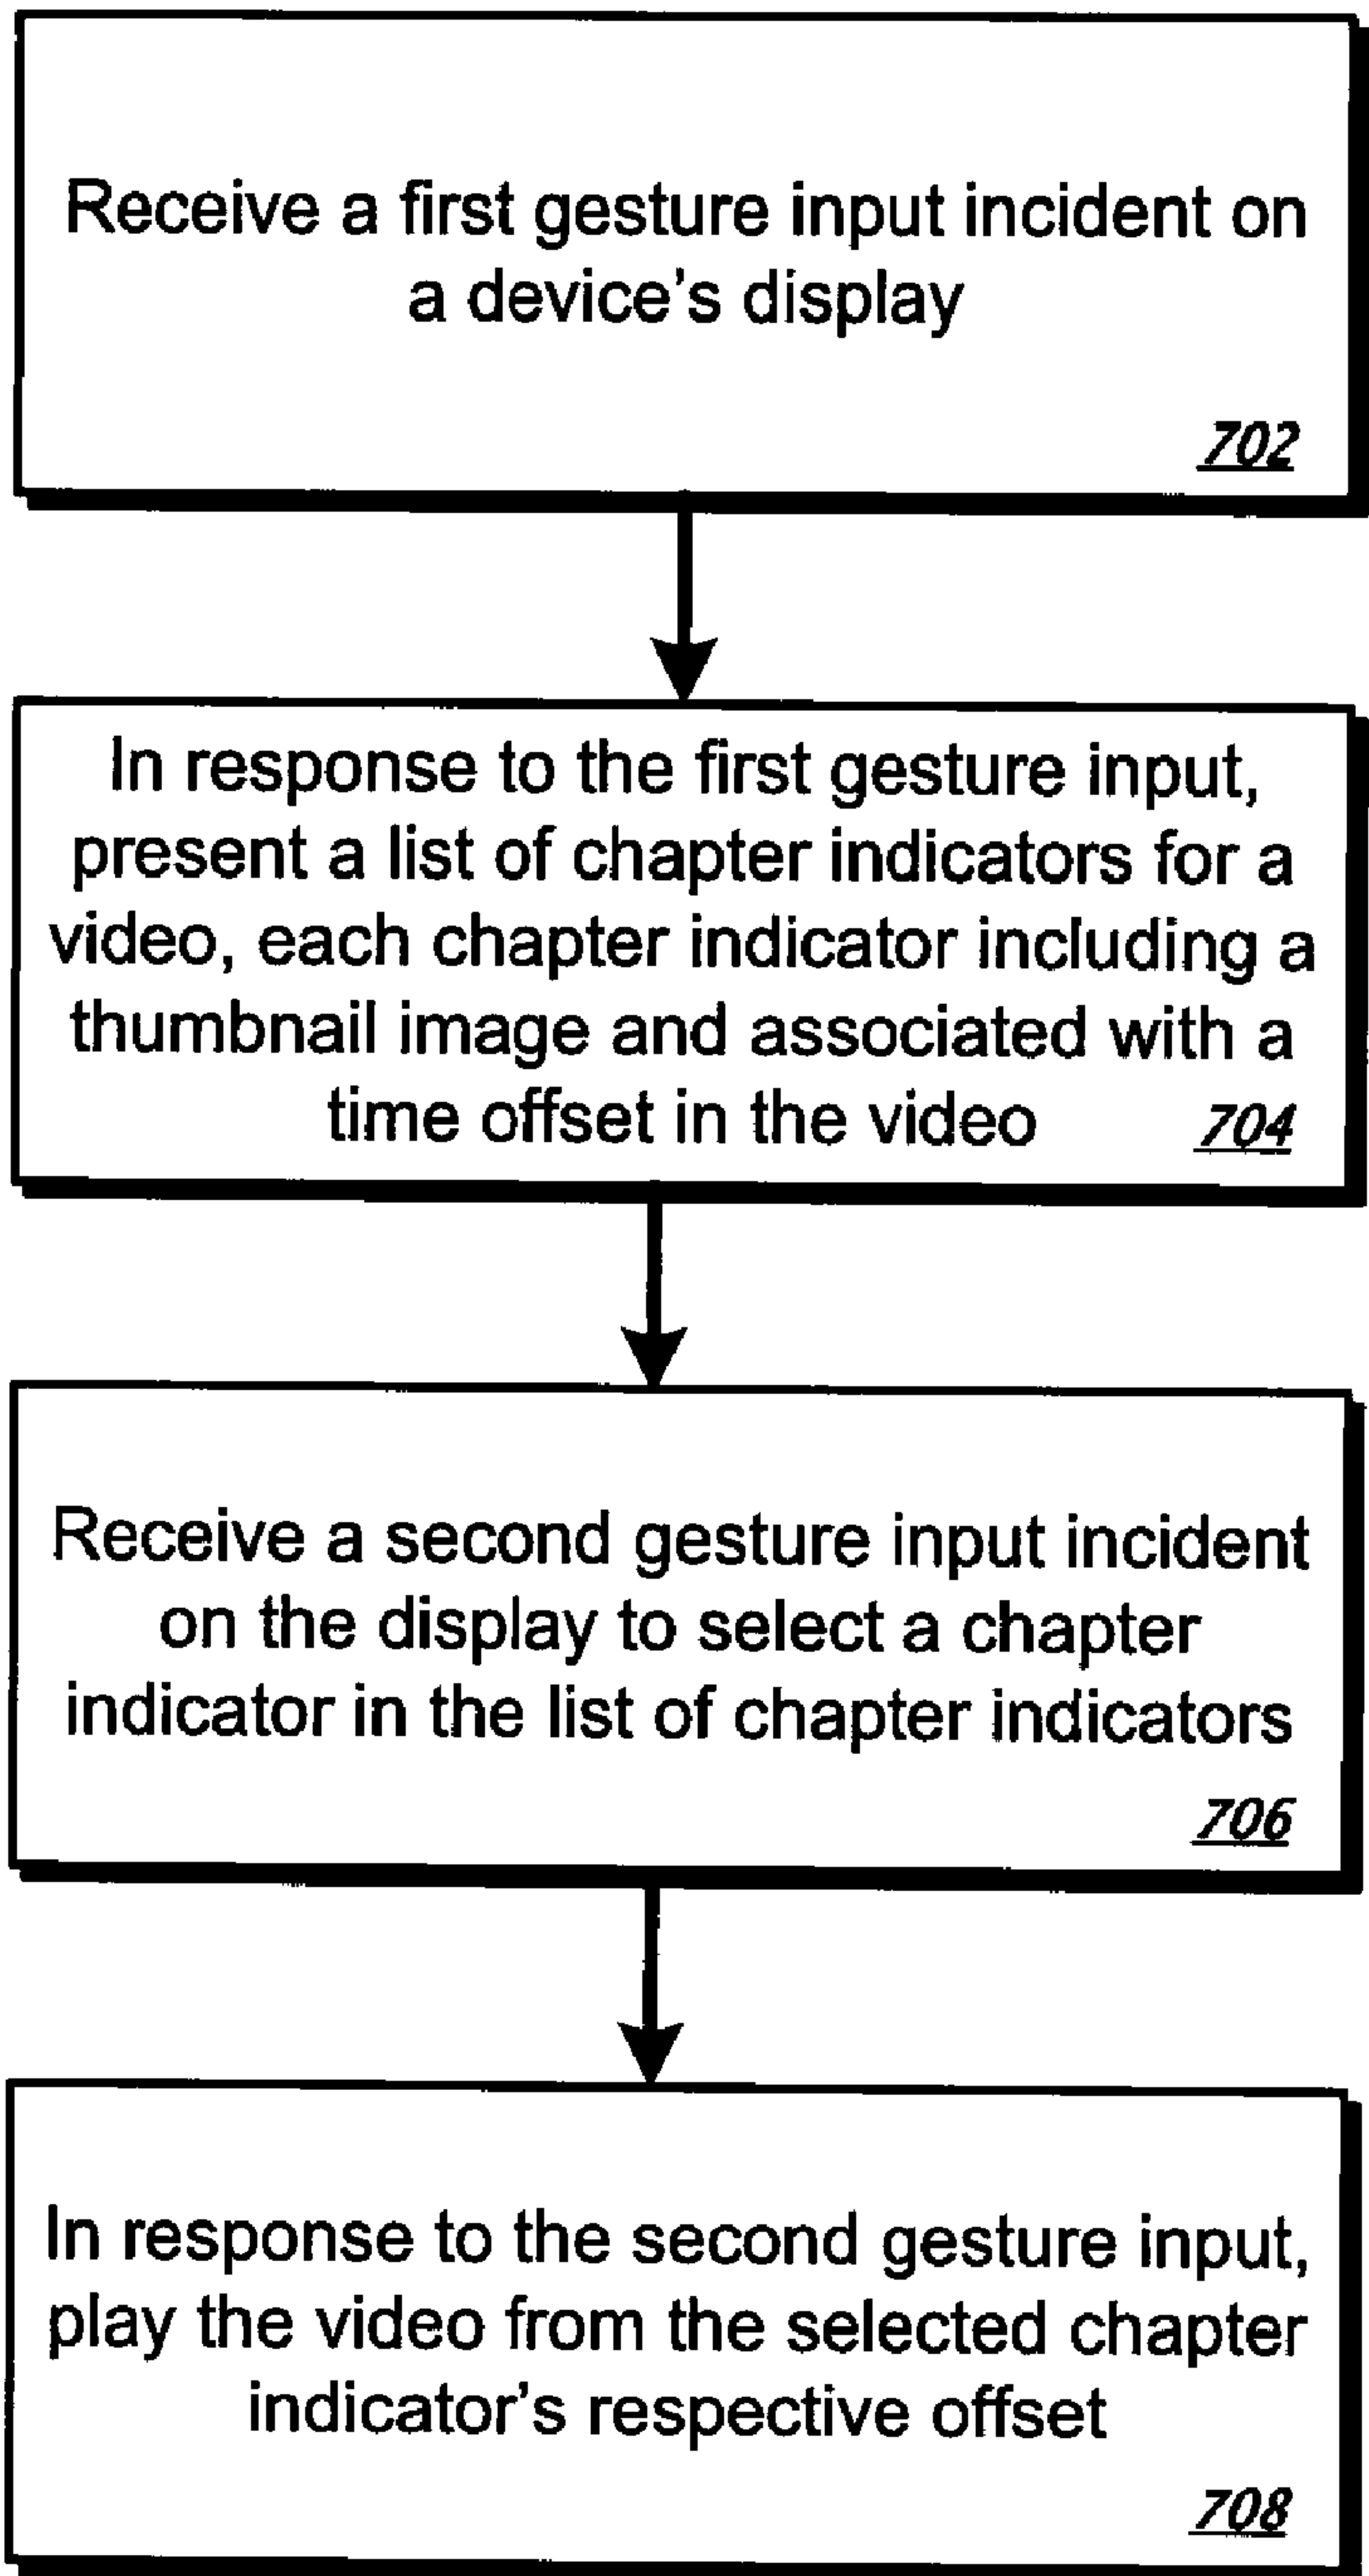 Receive a first gesture input incident on
a device's display
702
In response to the first gesture input,
present a list of chapter indicators for a
video, each chapter indicator including a
thumbnail image and associated with a
time offset in the video 704
Receive a second gesture input incident
on the display to select a chapter
indicator in the list of chapter indicators
706
In response to the second gesture input,
play the video from the selected chapter
indicator's respective offset
708